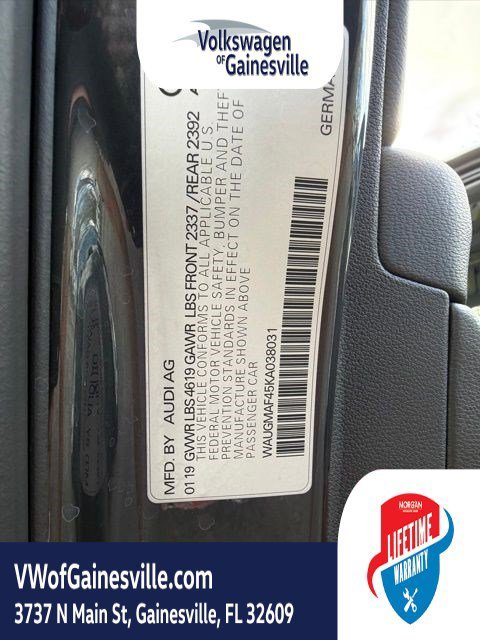 Volkswagen
OF Gainesville
MFD. BY AUDI AG
0119 GVWR LBS 4619 GAWR LBS FRONT 2337/REAR 2392
THIS VEHICLE CONFORMS TO ALL APPLICABLE U.S.
FEDERAL MOTOR VEHICLE SAFETY, BUMPER AND THEFT
PREVENTION STANDARDS IN EFFECT ON THE DATE OF
MANUFACTURE SHOWN ABOVE
PASSENGER CAR
WAUGMAF45KA038031
GERMA
MORGAN
LIFETIME
WARRANTY
VWofGainesville.com
3737 N Main St, Gainesville, FL 32609